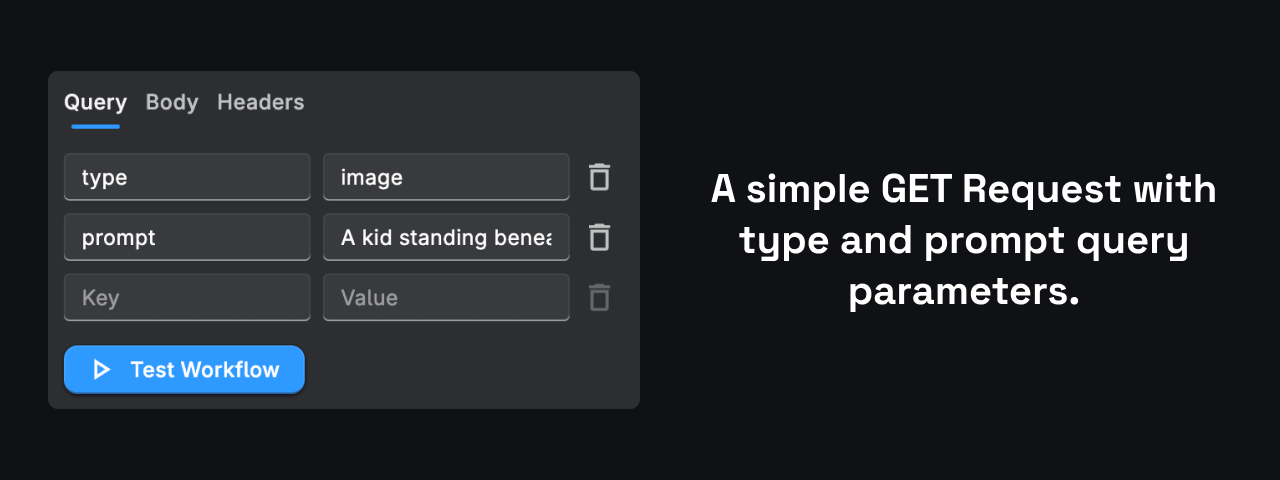 Query Body Headers
type image
prompt A kid standing
Key Value
Test Workflow
A simple GET Request with
type and prompt query
parameters.